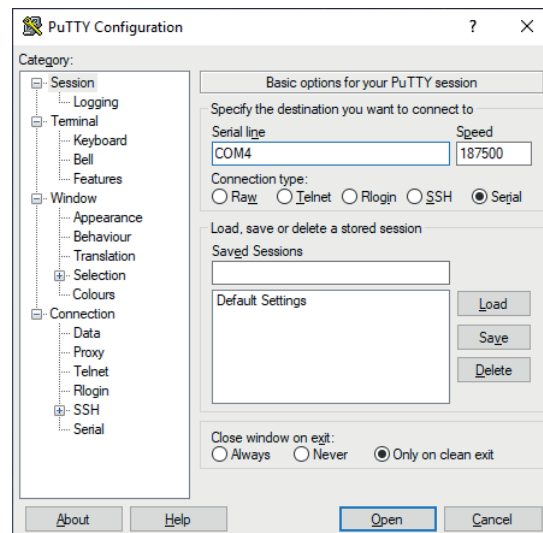 PuTTY Configuration
?
Category:
Session
Logging
Terminal
Keyboard
Bell
Features
Window
Appearance
Behaviour
Translation
Selection
Colours
Connection
Data
Proxy
Telnet
Rlogin
SSH
Serial
Basic options for your PuTTY session
Specify the destination you want to connect to
Serial line Speed
COM4 187500
Connection type:
Raw Telnet Rlogin SSH Serial
Load, save or delete a stored session
Saved Sessions
Default Settings
Load
Save
Delete
Close window on exit:
Always Never Only on clean exit
About Help Open Cancel